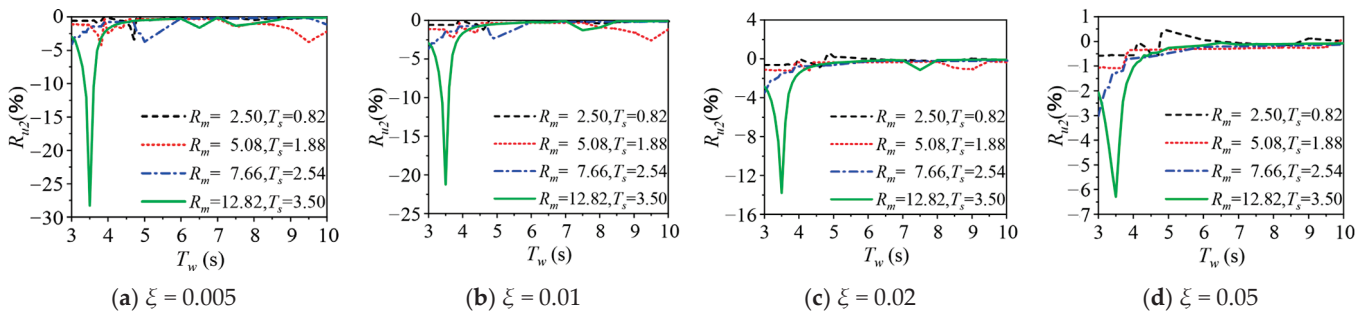 0
−5
−10
−15
−20
−25
−30
R_u2(%)
R_m= 2.50,T_s=0.82
R_m= 5.08,T_s=1.88
R_m= 7.66,T_s=2.54
R_m=12.82,T_s=3.50
3 4 5 6 7 8 9 10
T_w (s)
(a) ξ = 0.005
0
−5
−10
−15
−20
−25
R_u2(%)
R_m= 2.50,T_s=0.82
R_m= 5.08,T_s=1.88
R_m= 7.66,T_s=2.54
R_m=12.82,T_s=3.50
3 4 5 6 7 8 9 10
T_w (s)
(b) ξ = 0.01
4
0
−4
−8
−12
−16
R_u2(%)
R_m= 2.50,T_s=0.82
R_m= 5.08,T_s=1.88
R_m= 7.66,T_s=2.54
R_m=12.82,T_s=3.50
3 4 5 6 7 8 9 10
T_w (s)
(c) ξ = 0.02
1
0
−1
−2
−3
−4
−5
−6
−7
R_u2(%)
R_m= 2.50,T_s=0.82
R_m= 5.08,T_s=1.88
R_m= 7.66,T_s=2.54
R_m=12.82,T_s=3.50
3 4 5 6 7 8 9 10
T_w (s)
(d) ξ = 0.05